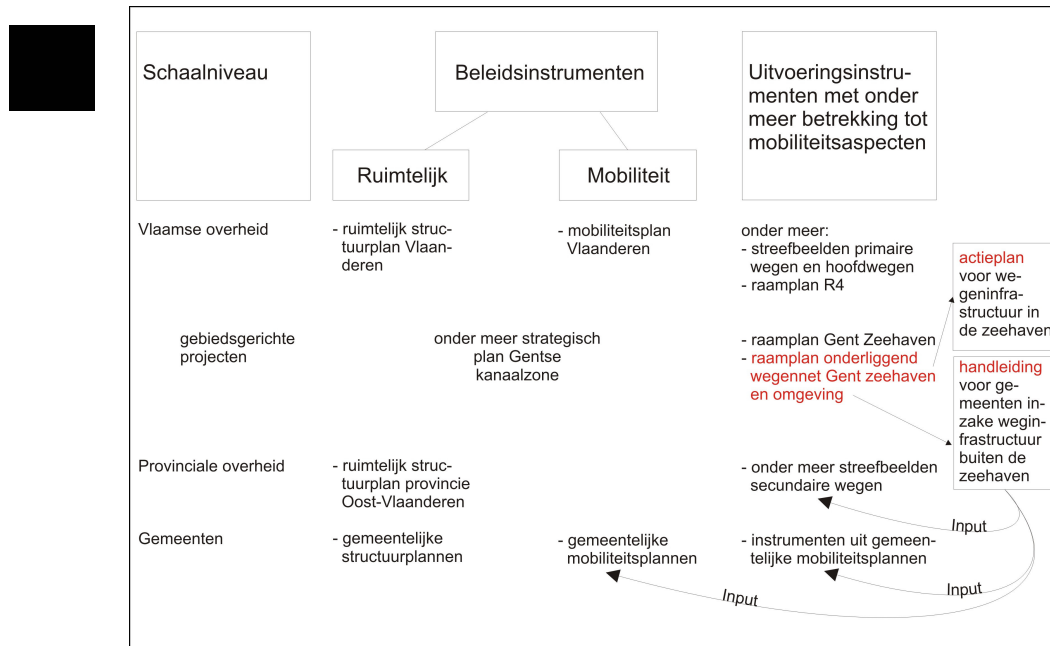 Schaalniveau
Beleidsinstrumenten
Uitvoeringsinstru-
menten met onder
meer betrekking tot
mobiliteitsaspecten
Ruimtelijk
Mobiliteit
Vlaamse overheid
- ruimtelijk struc-
tuurplan Vlaan-
deren
- mobiliteitsplan
Vlaanderen
onder meer:
- streefbeelden primaire
wegen en hoofdwegen
- raamplan R4
actieplan
voor we-
geninfra-
structuur in
de zeehaven
gebiedsgerichte
projecten
onder meer strategisch
plan Gentse
kanaalzone
- raamplan Gent Zeehaven
- raamplan onderliggend
wegennet Gent zeehaven
en omgeving
handleiding
voor ge-
meenten in-
zake wegin-
frastructuur
buiten de
zeehaven
Provinciale overheid
- ruimtelijk struc-
tuurplan provincie
Oost-Vlaanderen
- onder meer streefbeelden
secundaire wegen
Input
Gemeenten
- gemeentelijke
structuurplannen
- gemeentelijke
mobiliteitsplannen
- instrumenten uit gemeen-
telijke mobiliteitsplannen
Input
Input